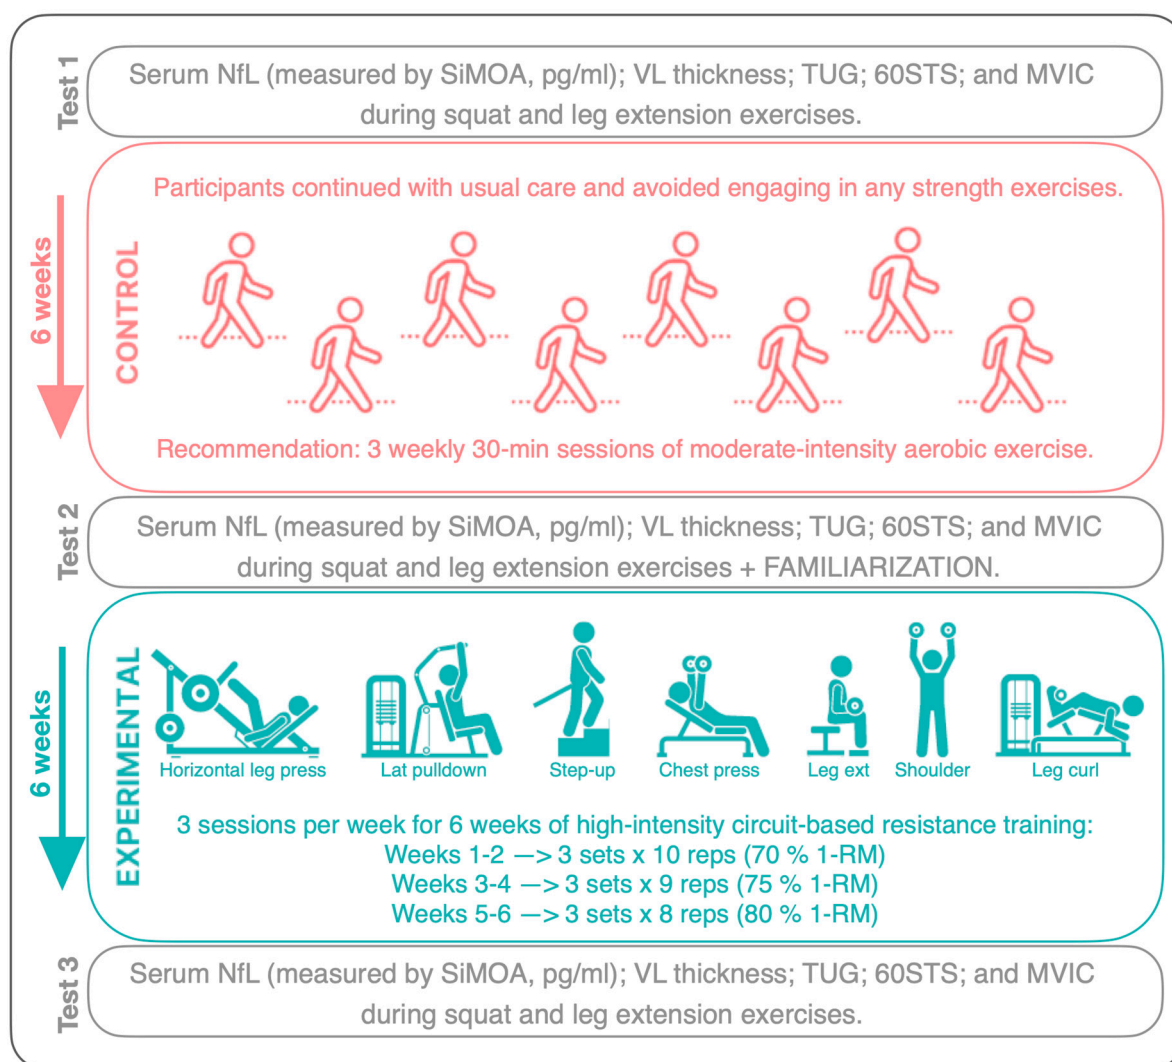 Test 1
Serum NfL (measured by SiMOA, pg/ml); VL thickness; TUG; 60STS; and MVIC
during squat and leg extension exercises.
6 weeks
CONTROL
Participants continued with usual care and avoided engaging in any strength exercises.
Recommendation: 3 weekly 30-min sessions of moderate-intensity aerobic exercise.
Test 2
Serum NfL (measured by SiMOA, pg/ml); VL thickness; TUG; 60STS; and MVIC
during squat and leg extension exercises + FAMILIARIZATION.
6 weeks
EXPERIMENTAL
Horizontal leg press
Lat pulldown
Step-up
Chest press
Leg ext
Shoulder
Leg curl
3 sessions per week for 6 weeks of high-intensity circuit-based resistance training:
Weeks 1-2 —> 3 sets x 10 reps (70 % 1-RM)
Weeks 3-4 —> 3 sets x 9 reps (75 % 1-RM)
Weeks 5-6 —> 3 sets x 8 reps (80 % 1-RM)
Test 3
Serum NfL (measured by SiMOA, pg/ml); VL thickness; TUG; 60STS; and MVIC
during squat and leg extension exercises.